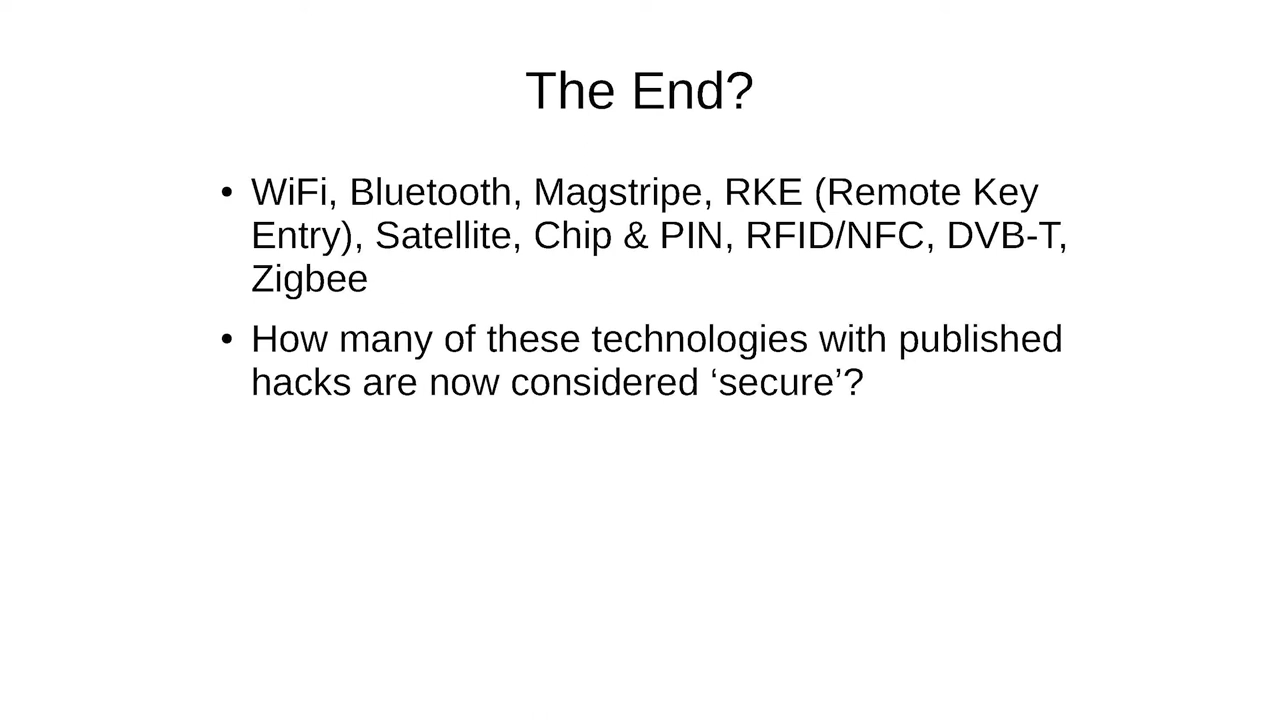 The End?
• WiFi, Bluetooth, Magstripe, RKE (Remote Key
Entry), Satellite, Chip & PIN, RFID/NFC, DVB-T,
Zigbee
• How many of these technologies with published
hacks are now considered ‘secure’?